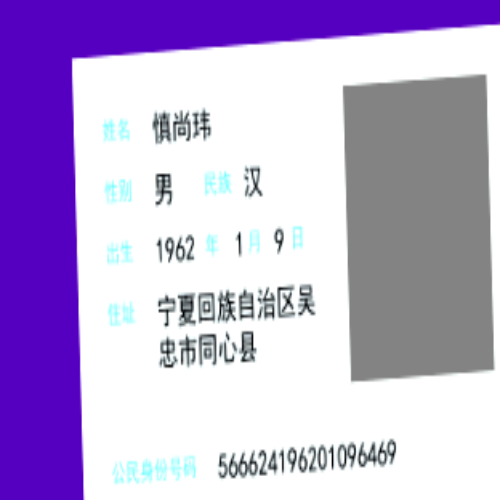 姓名 慎尚玮
性别 男 民族 汉
出生 1962 年 1 月 9 日
住址 宁夏回族自治区吴
忠市同心县
公民身份号码 566624196201096469